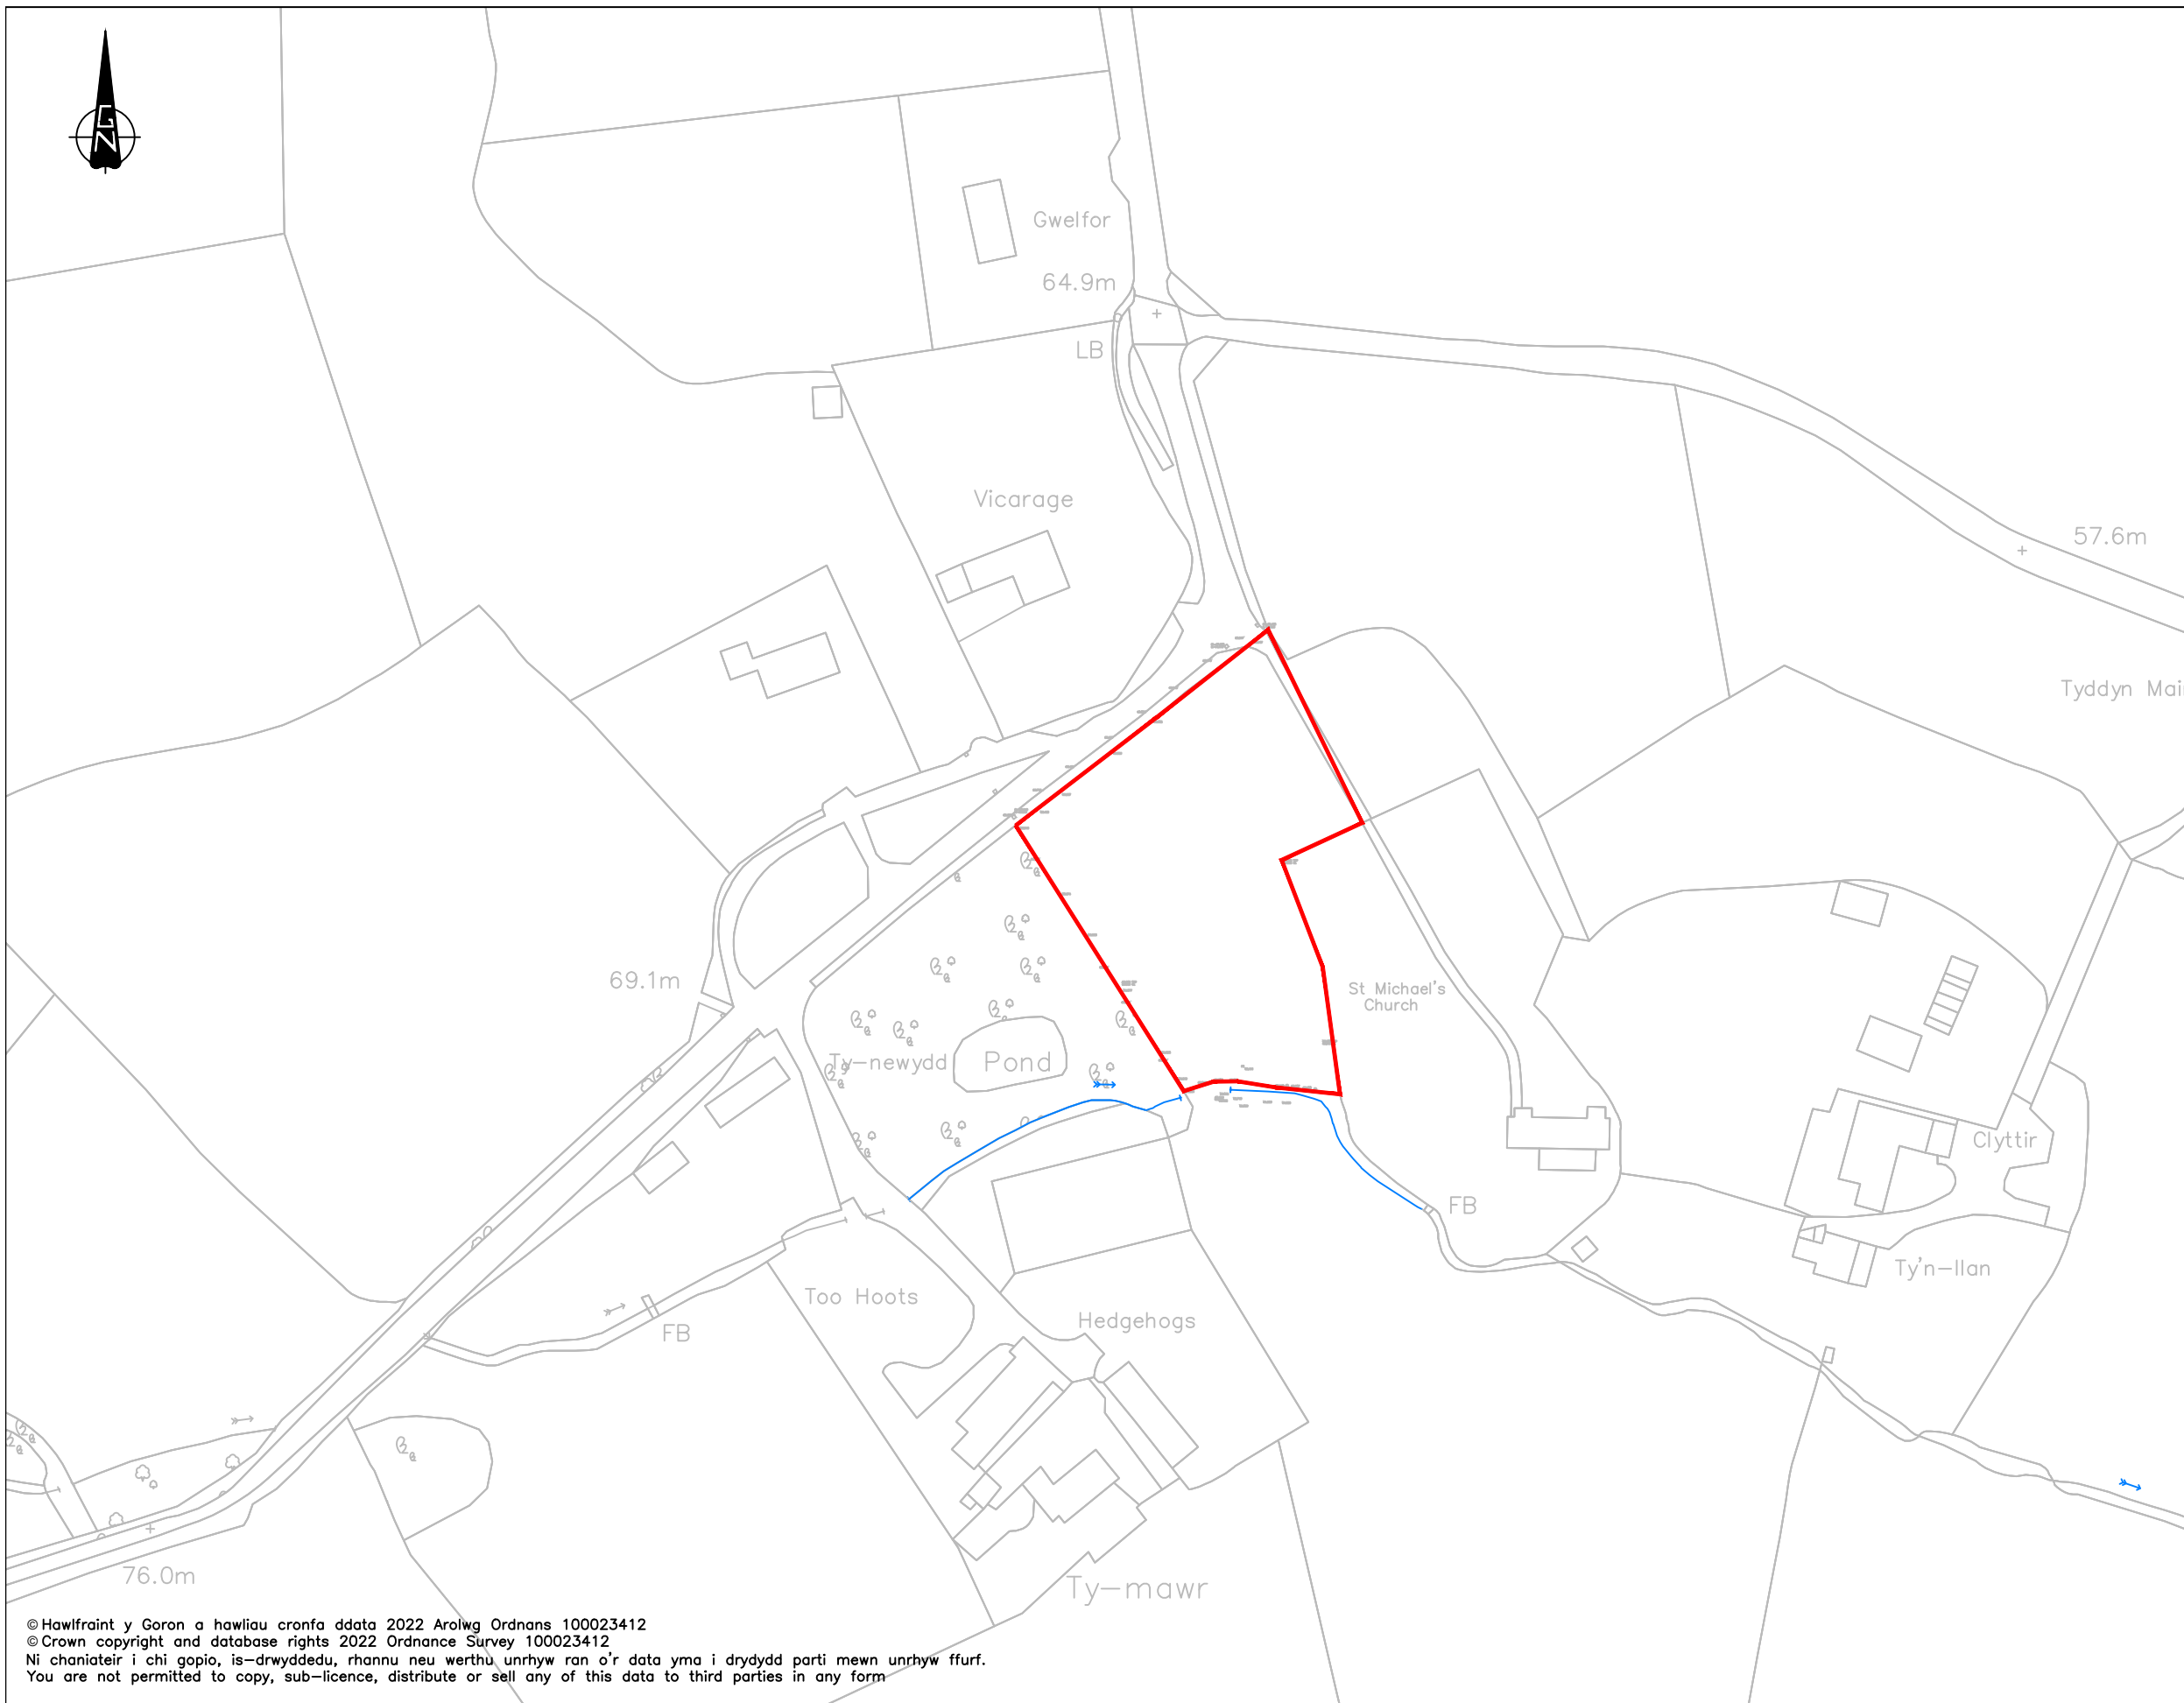 GN
Gwelfor
64.9m
LB
Vicarage
57.6m
Tyddyn Mai
69.1m
St Michael's
Church
Ty-newydd
Pond
Clyttir
FB
Ty'n-llan
Too Hoots
Hedgehogs
FB
76.0m
Ty-mawr
© Hawlfraint y Goron a hawliau cronfa ddata 2022 Arolwg Ordnans 100023412
© Crown copyright and database rights 2022 Ordnance Survey 100023412
Ni chaniateir i chi gopio, is-drwyddedu, rhannu neu werthu unrhyw ran o'r data yma i drydydd parti mewn unrhyw ffurf.
You are not permitted to copy, sub-licence, distribute or sell any of this data to third parties in any form